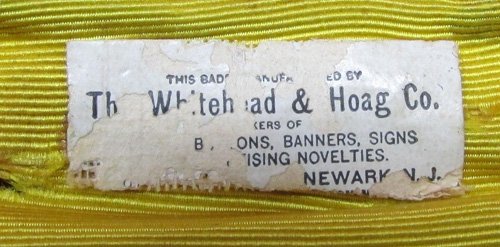 THIS BADG ANUFA ED BY
Th Whitehead & Hoag Co.
KERS OF
B ONS, BANNERS, SIGNS
TISING NOVELTIES.
NEWARK, N. J.